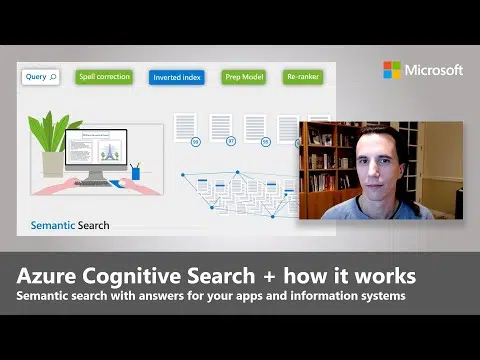 Query
Spell correction
Inverted index
Prep Model
Re-ranker
Microsoft
98
97
95
Semantic Search
Azure Cognitive Search + how it works
Semantic search with answers for your apps and information systems